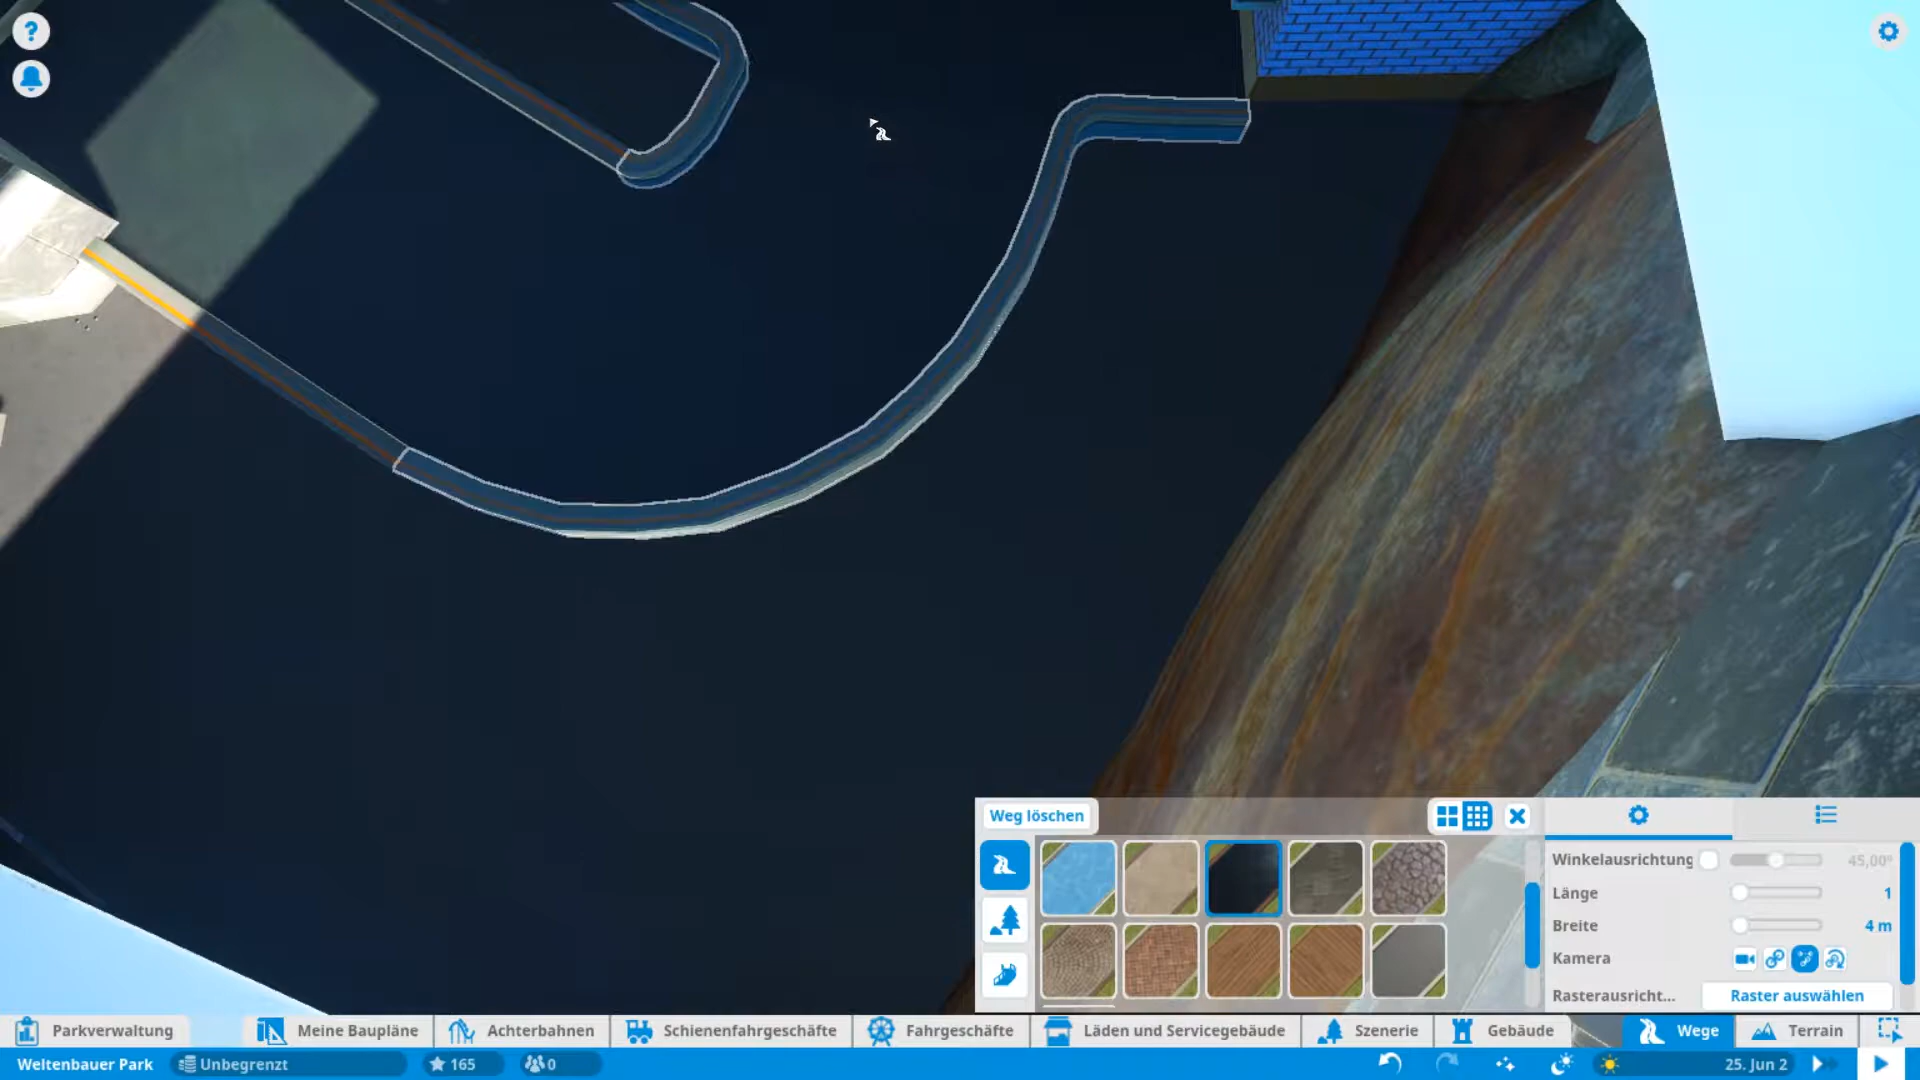 ?
Weg löschen
Winkelausrichtung 45,00°
Länge 1
Breite 4 m
Kamera
Rasterausricht... Raster auswählen
Parkverwaltung Meine Baupläne Achterbahnen Schienenfahrgeschäfte Fahrgeschäfte Läden und Servicegebäude Szenerie Gebäude Wege Terrain
Weltenbauer Park Unbegrenzt 165 0 25. Jun 2